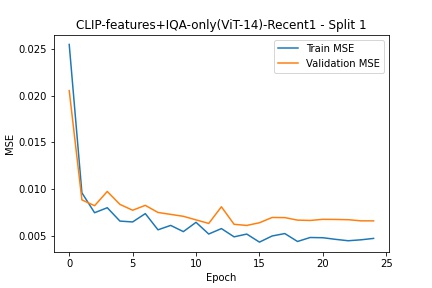 CLIP-features+IQA-only(ViT-14)-Recent1 - Split 1
Train MSE
Validation MSE
0.025
0.020
0.015
0.010
0.005
MSE
0 5 10 15 20 25
Epoch